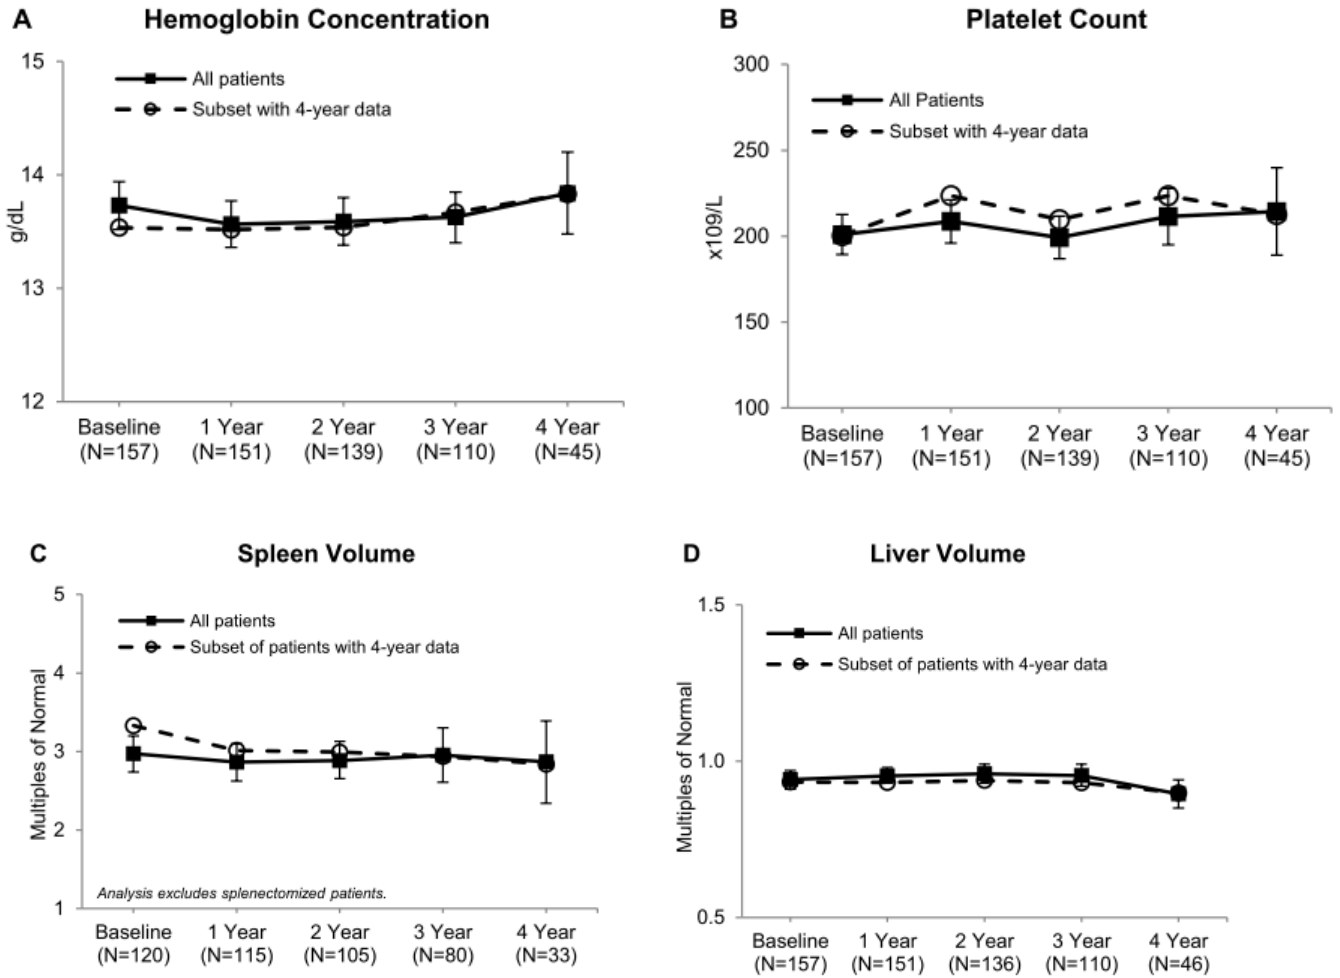 A Hemoglobin Concentration
15
14
13
12
g/dL
All patients
Subset with 4-year data
Baseline 1 Year 2 Year 3 Year 4 Year
(N=157) (N=151) (N=139) (N=110) (N=45)
B Platelet Count
300
250
200
150
100
x109/L
All Patients
Subset with 4-year data
Baseline 1 Year 2 Year 3 Year 4 Year
(N=157) (N=151) (N=139) (N=110) (N=45)
C Spleen Volume
5
4
3
2
1
Multiples of Normal
All patients
Subset of patients with 4-year data
Analysis excludes splenectomized patients.
Baseline 1 Year 2 Year 3 Year 4 Year
(N=120) (N=115) (N=105) (N=80) (N=33)
D Liver Volume
1.5
1.0
0.5
Multiples of Normal
All patients
Subset of patients with 4-year data
Baseline 1 Year 2 Year 3 Year 4 Year
(N=157) (N=151) (N=136) (N=110) (N=46)